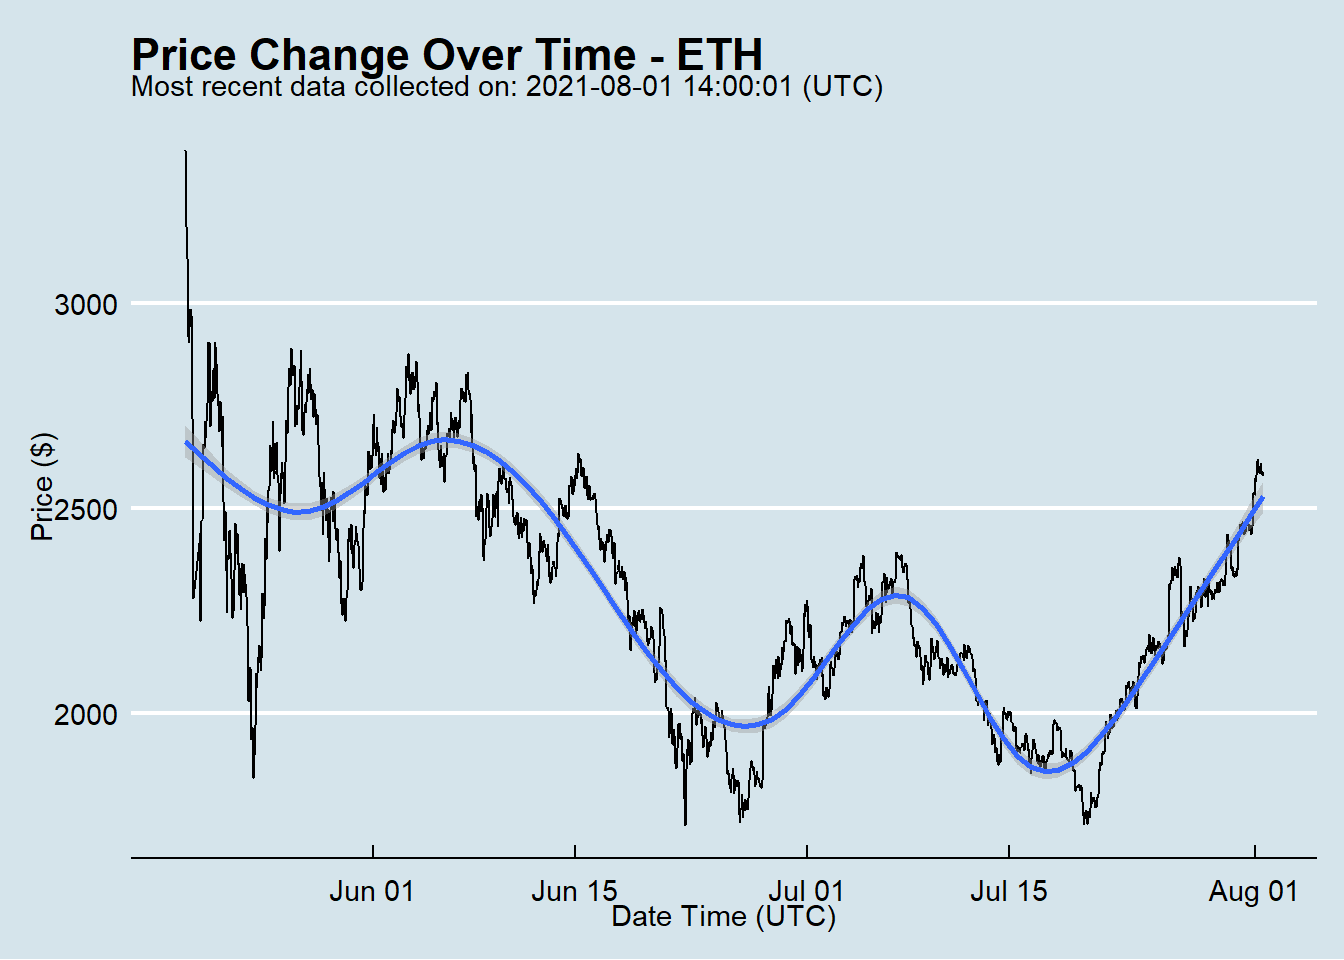 Price Change Over Time - ETH
Most recent data collected on: 2021-08-01 14:00:01 (UTC)
Price ($)
3000
2500
2000
Jun 01
Jun 15
Jul 01
Jul 15
Aug 01
Date Time (UTC)